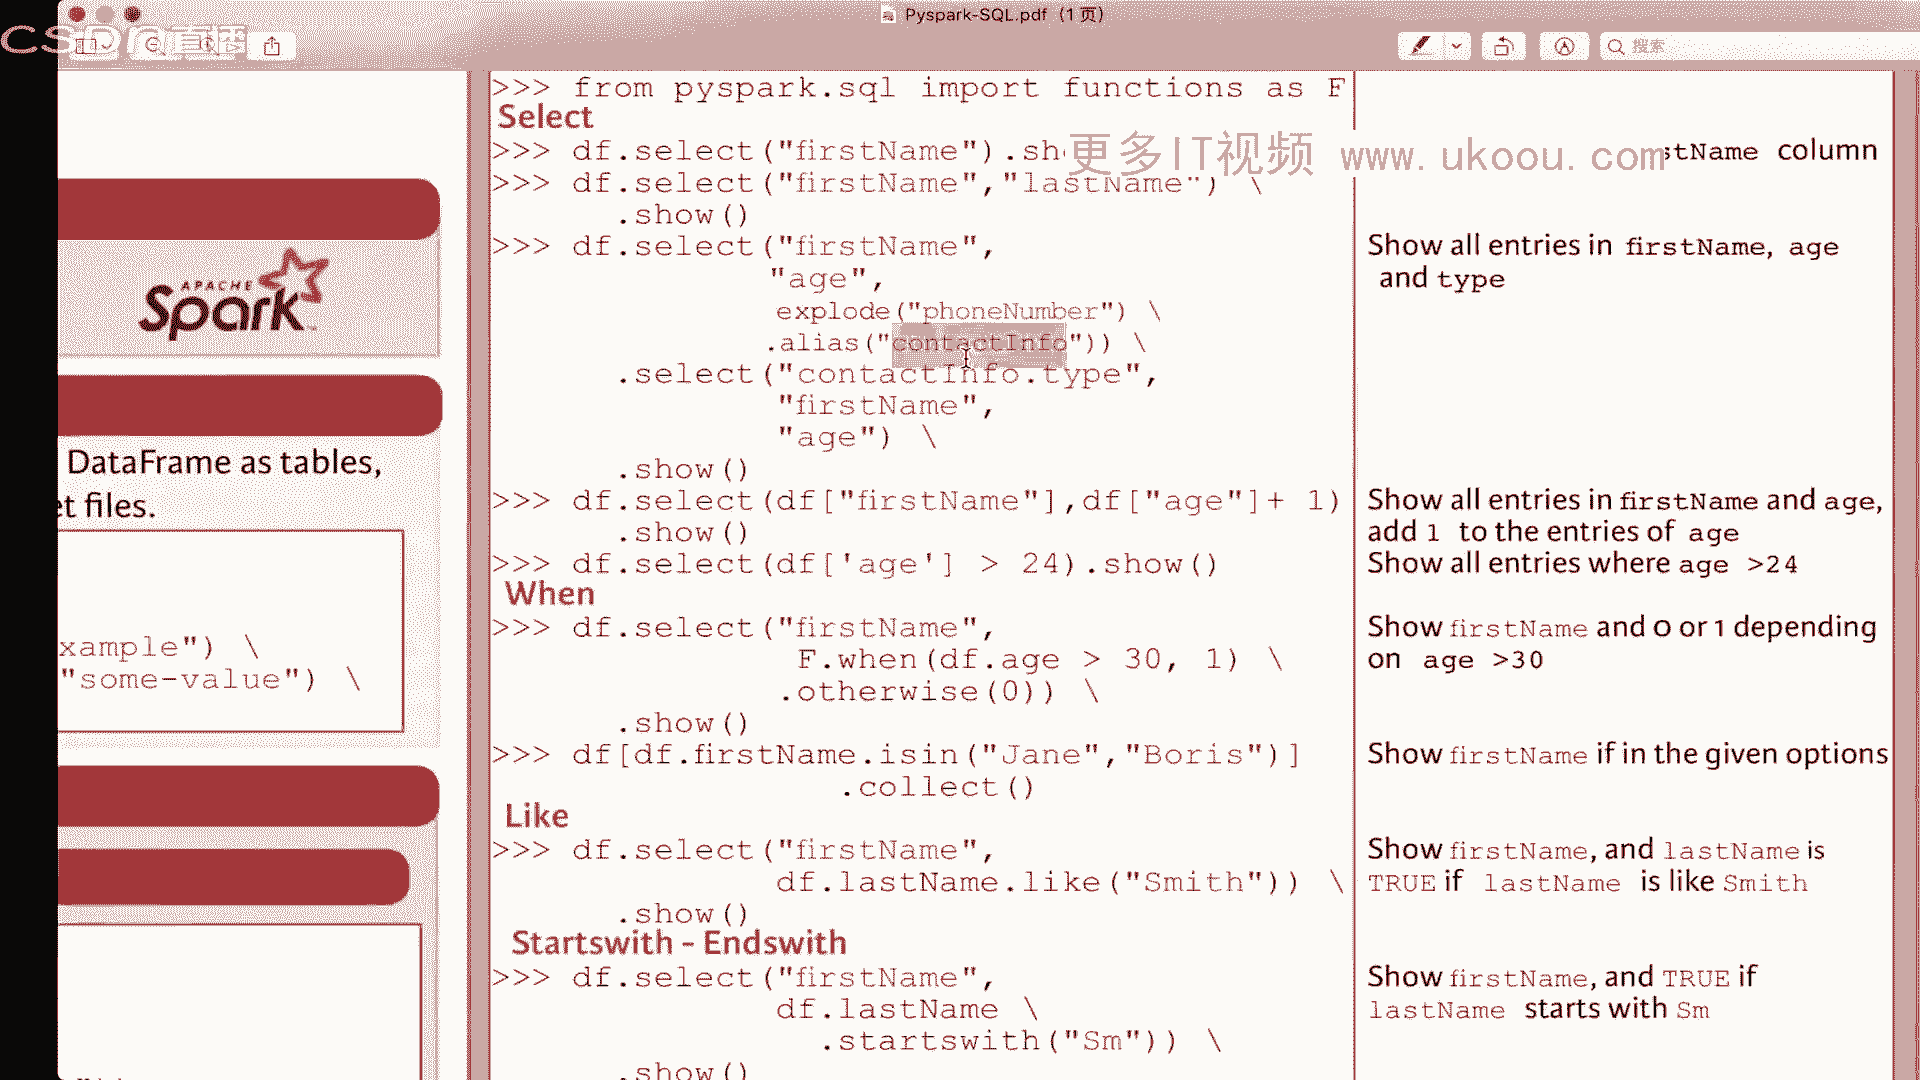 Pyspark-SQL.pdf (1 页)
CSDN直播
搜索
更多IT视频 www.ukoou.com
APACHE
Spark
DataFrame as tables,
et files.
xample") \
"some-value") \
>>> from pyspark.sql import functions as F
Select
>>> df.select("firstName").sh
stName column
>>> df.select("firstName","lastName") \
.show()
>>> df.select("firstName",
Show all entries in firstName, age
"age",
and type
explode("phoneNumber") \
.alias("contactInfo")) \
.select("contactInfo.type",
"firstName",
"age") \
.show()
>>> df.select(df["firstName"],df["age"]+ 1)
Show all entries in firstName and age,
.show()
add 1 to the entries of age
>>> df.select(df['age'] > 24).show()
Show all entries where age >24
When
>>> df.select("firstName",
Show firstName and 0 or 1 depending
F.when(df.age > 30, 1) \
on age >30
.otherwise(0)) \
.show()
>>> df[df.firstName.isin("Jane","Boris")]
Show firstName if in the given options
.collect()
Like
>>> df.select("firstName",
Show firstName, and lastName is
df.lastName.like("Smith")) \
TRUE if lastName is like Smith
.show()
Startswith - Endswith
>>> df.select("firstName",
Show firstName, and TRUE if
df.lastName \
lastName starts with Sm
.startswith("Sm")) \
.show()